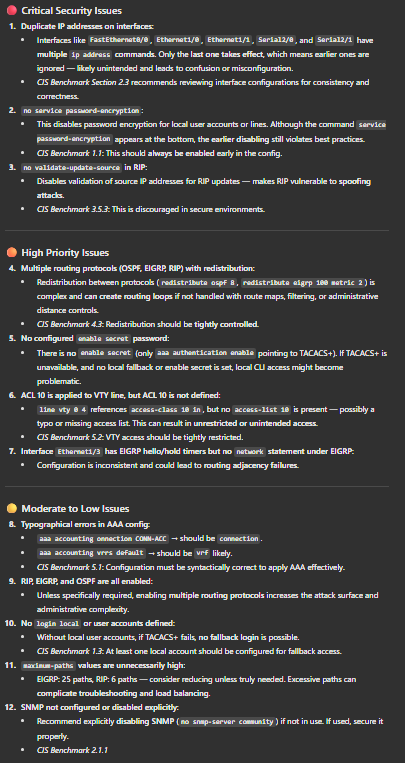 Critical Security Issues
1. Duplicate IP addresses on interfaces:
Interfaces like FastEthernet0/0, Ethernet1/0, Ethernet1/1, Serial2/0, and Serial2/1 have
multiple ip address commands. Only the last one takes effect, which means earlier ones are
ignored — likely unintended and leads to confusion or misconfiguration.
CIS Benchmark Section 2.3 recommends reviewing interface configurations for consistency and
correctness.
2. no service password-encryption:
This disables password encryption for local user accounts or lines. Although the command service
password-encryption appears at the bottom, the earlier disabling still violates best practices.
CIS Benchmark 1.1: This should always be enabled early in the config.
3. no validate-update-source in RIP:
Disables validation of source IP addresses for RIP updates — makes RIP vulnerable to spoofing
attacks.
CIS Benchmark 3.5.3: This is discouraged in secure environments.
High Priority Issues
4. Multiple routing protocols (OSPF, EIGRP, RIP) with redistribution:
Redistribution between protocols (redistribute ospf 8, redistribute eigrp 100 metric 2) is
complex and can create routing loops if not handled with route maps, filtering, or administrative
distance controls.
CIS Benchmark 4.3: Redistribution should be tightly controlled.
5. No configured enable secret password:
There is no enable secret (only aaa authentication enable pointing to TACACS+). If TACACS+ is
unavailable, and no local fallback or enable secret is set, local CLI access might become
problematic.
6. ACL 10 is applied to VTY line, but ACL 10 is not defined:
line vty 0 4 references access-class 10 in, but no access-list 10 is present — possibly a
typo or missing access list. This can result in unrestricted or unintended access.
CIS Benchmark 5.2: VTY access should be tightly restricted.
7. Interface Ethernet1/3 has EIGRP hello/hold timers but no network statement under EIGRP:
Configuration is inconsistent and could lead to routing adjacency failures.
Moderate to Low Issues
8. Typographical errors in AAA config:
aaa accounting onnection CONN-ACC → should be connection.
aaa accounting vrrs default → should be vrf likely.
CIS Benchmark 5.1: Configuration must be syntactically correct to apply AAA effectively.
9. RIP, EIGRP, and OSPF are all enabled:
Unless specifically required, enabling multiple routing protocols increases the attack surface and
administrative complexity.
10. No login local or user accounts defined:
Without local user accounts, if TACACS+ fails, no fallback login is possible.
CIS Benchmark 1.3: At least one local account should be configured for fallback access.
11. maximum-paths values are unnecessarily high:
EIGRP: 25 paths, RIP: 6 paths — consider reducing unless truly needed. Excessive paths can
complicate troubleshooting and load balancing.
12. SNMP not configured or disabled explicitly:
Recommend explicitly disabling SNMP (no snmp-server community) if not in use. If used, secure it
properly.
CIS Benchmark 2.1.1